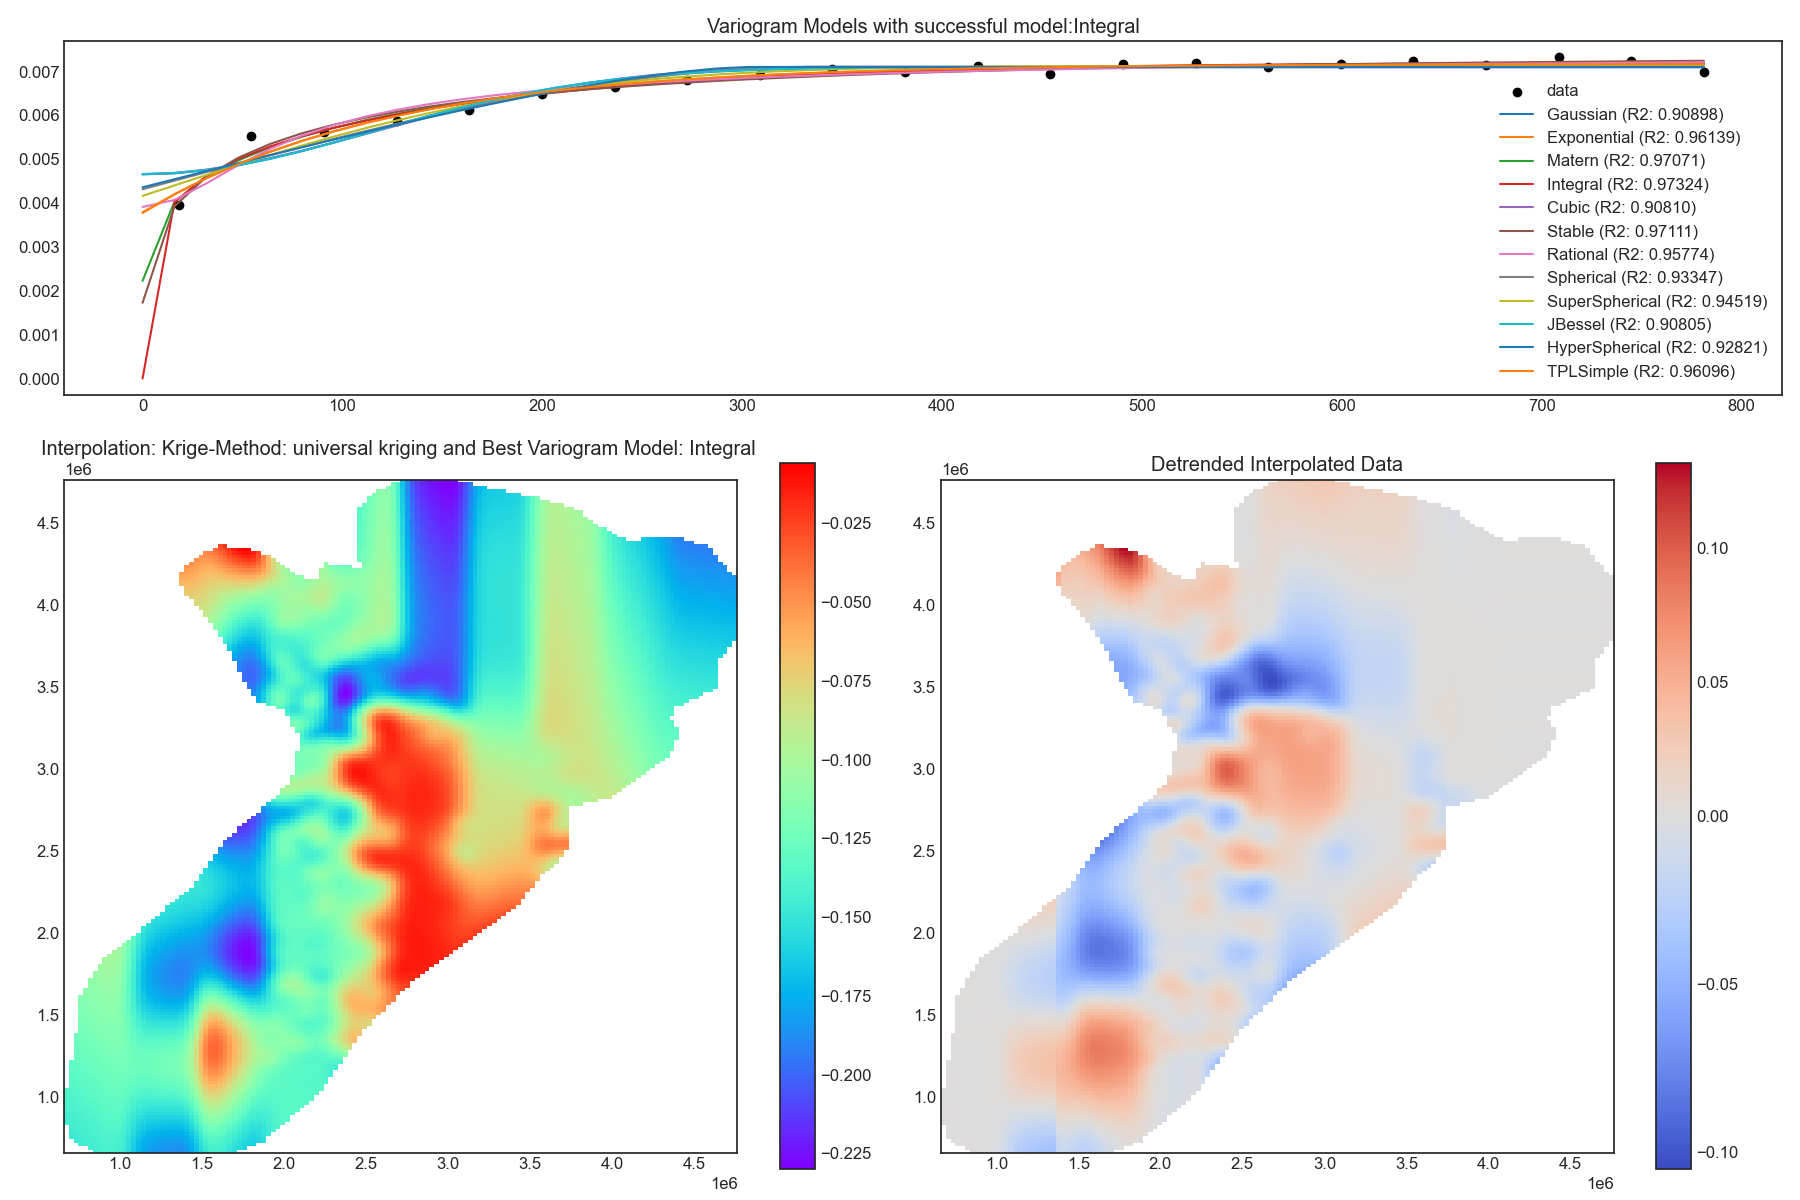 Variogram Models with successful model:Integral
0.007
0.006
0.005
0.004
0.003
0.002
0.001
0.000
data
Gaussian (R2: 0.90898)
Exponential (R2: 0.96139)
Matern (R2: 0.97071)
Integral (R2: 0.97324)
Cubic (R2: 0.90810)
Stable (R2: 0.97111)
Rational (R2: 0.95774)
Spherical (R2: 0.93347)
SuperSpherical (R2: 0.94519)
JBessel (R2: 0.90805)
HyperSpherical (R2: 0.92821)
TPLSimple (R2: 0.96096)
0 100 200 300 400 500 600 700 800
Interpolation: Krige-Method: universal kriging and Best Variogram Model: Integral
1e6
4.5
4.0
3.5
3.0
2.5
2.0
1.5
1.0
1.0 1.5 2.0 2.5 3.0 3.5 4.0 4.5
1e6
−0.025
−0.050
−0.075
−0.100
−0.125
−0.150
−0.175
−0.200
−0.225
Detrended Interpolated Data
1e6
4.5
4.0
3.5
3.0
2.5
2.0
1.5
1.0
1.0 1.5 2.0 2.5 3.0 3.5 4.0 4.5
1e6
0.10
0.05
0.00
−0.05
−0.10